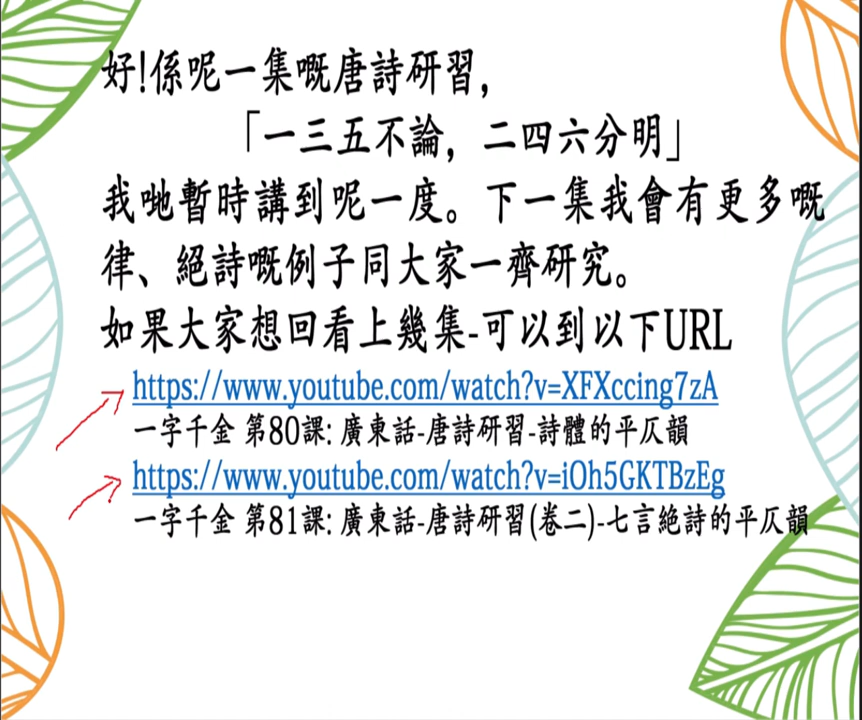 好!係呢一集嘅唐詩研習,
「一三五不論，二四六分明」
我哋暫時講到呢一度。下一集我會有更多嘅
律、絕詩嘅例子同大家一齊研究。
如果大家想回看上幾集-可以到以下URL
https://www.youtube.com/watch?v=XFXccing7zA
一字千金 第80課: 廣東話-唐詩研習-詩體的平仄韻
https://www.youtube.com/watch?v=iOh5GKTBzEg
一字千金 第81課: 廣東話-唐詩研習(卷二)-七言絕詩的平仄韻